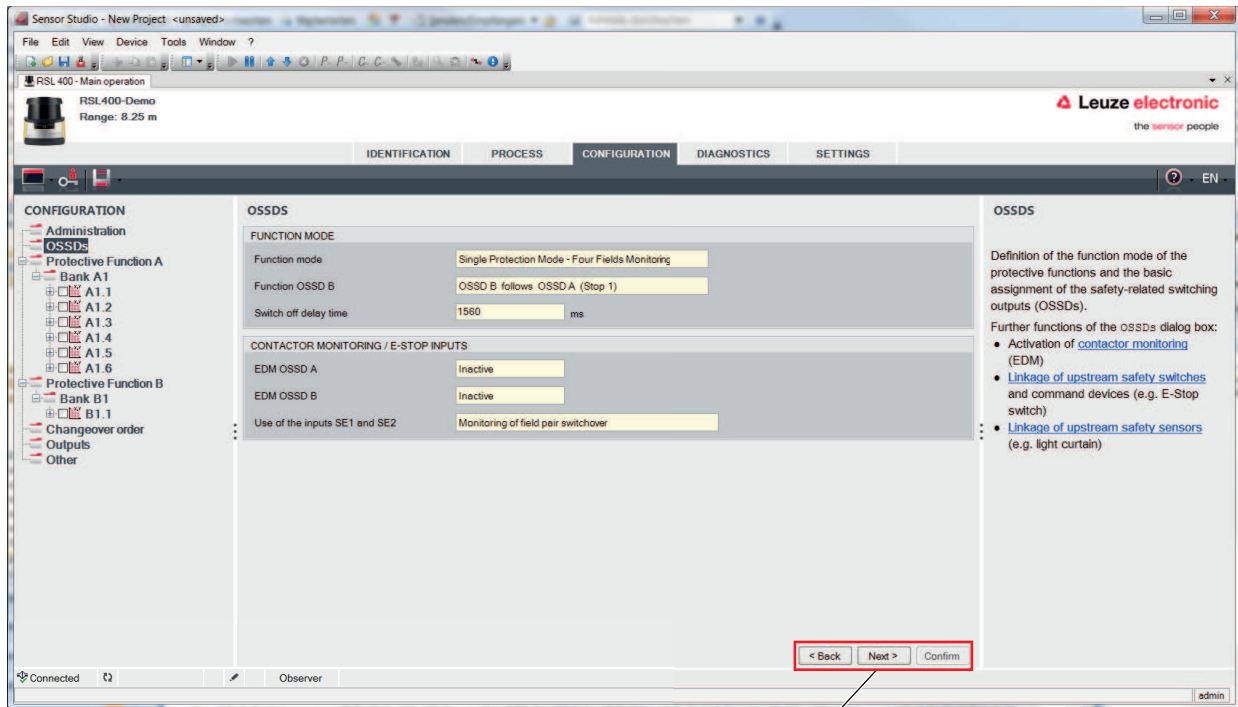 Sensor Studio - New Project <unsaved>
File Edit View Device Tools Window ?
RSL 400 - Main operation
RSL400-Demo
Range: 8.25 m
Leuze electronic
the sensor people
IDENTIFICATION PROCESS CONFIGURATION DIAGNOSTICS SETTINGS
EN
CONFIGURATION
Administration
OSSDs
Protective Function A
Bank A1
A1.1
A1.2
A1.3
A1.4
A1.5
A1.6
Protective Function B
Bank B1
B1.1
Changeover order
Outputs
Other
OSSDS
FUNCTION MODE
Function mode Single Protection Mode - Four Fields Monitoring
Function OSSD B OSSD B follows OSSD A (Stop 1)
Switch off delay time 1560 ms
CONTACTOR MONITORING / E-STOP INPUTS
EDM OSSD A Inactive
EDM OSSD B Inactive
Use of the inputs SE1 and SE2 Monitoring of field pair switchover
< Back Next > Confirm
OSSDS
Definition of the function mode of the
protective functions and the basic
assignment of the safety-related switching
outputs (OSSDs).
Further functions of the OSSDs dialog box:
• Activation of contactor monitoring
(EDM)
• Linkage of upstream safety switches
and command devices (e.g. E-Stop
switch)
• Linkage of upstream safety sensors
(e.g. light curtain)
Connected Observer
admin